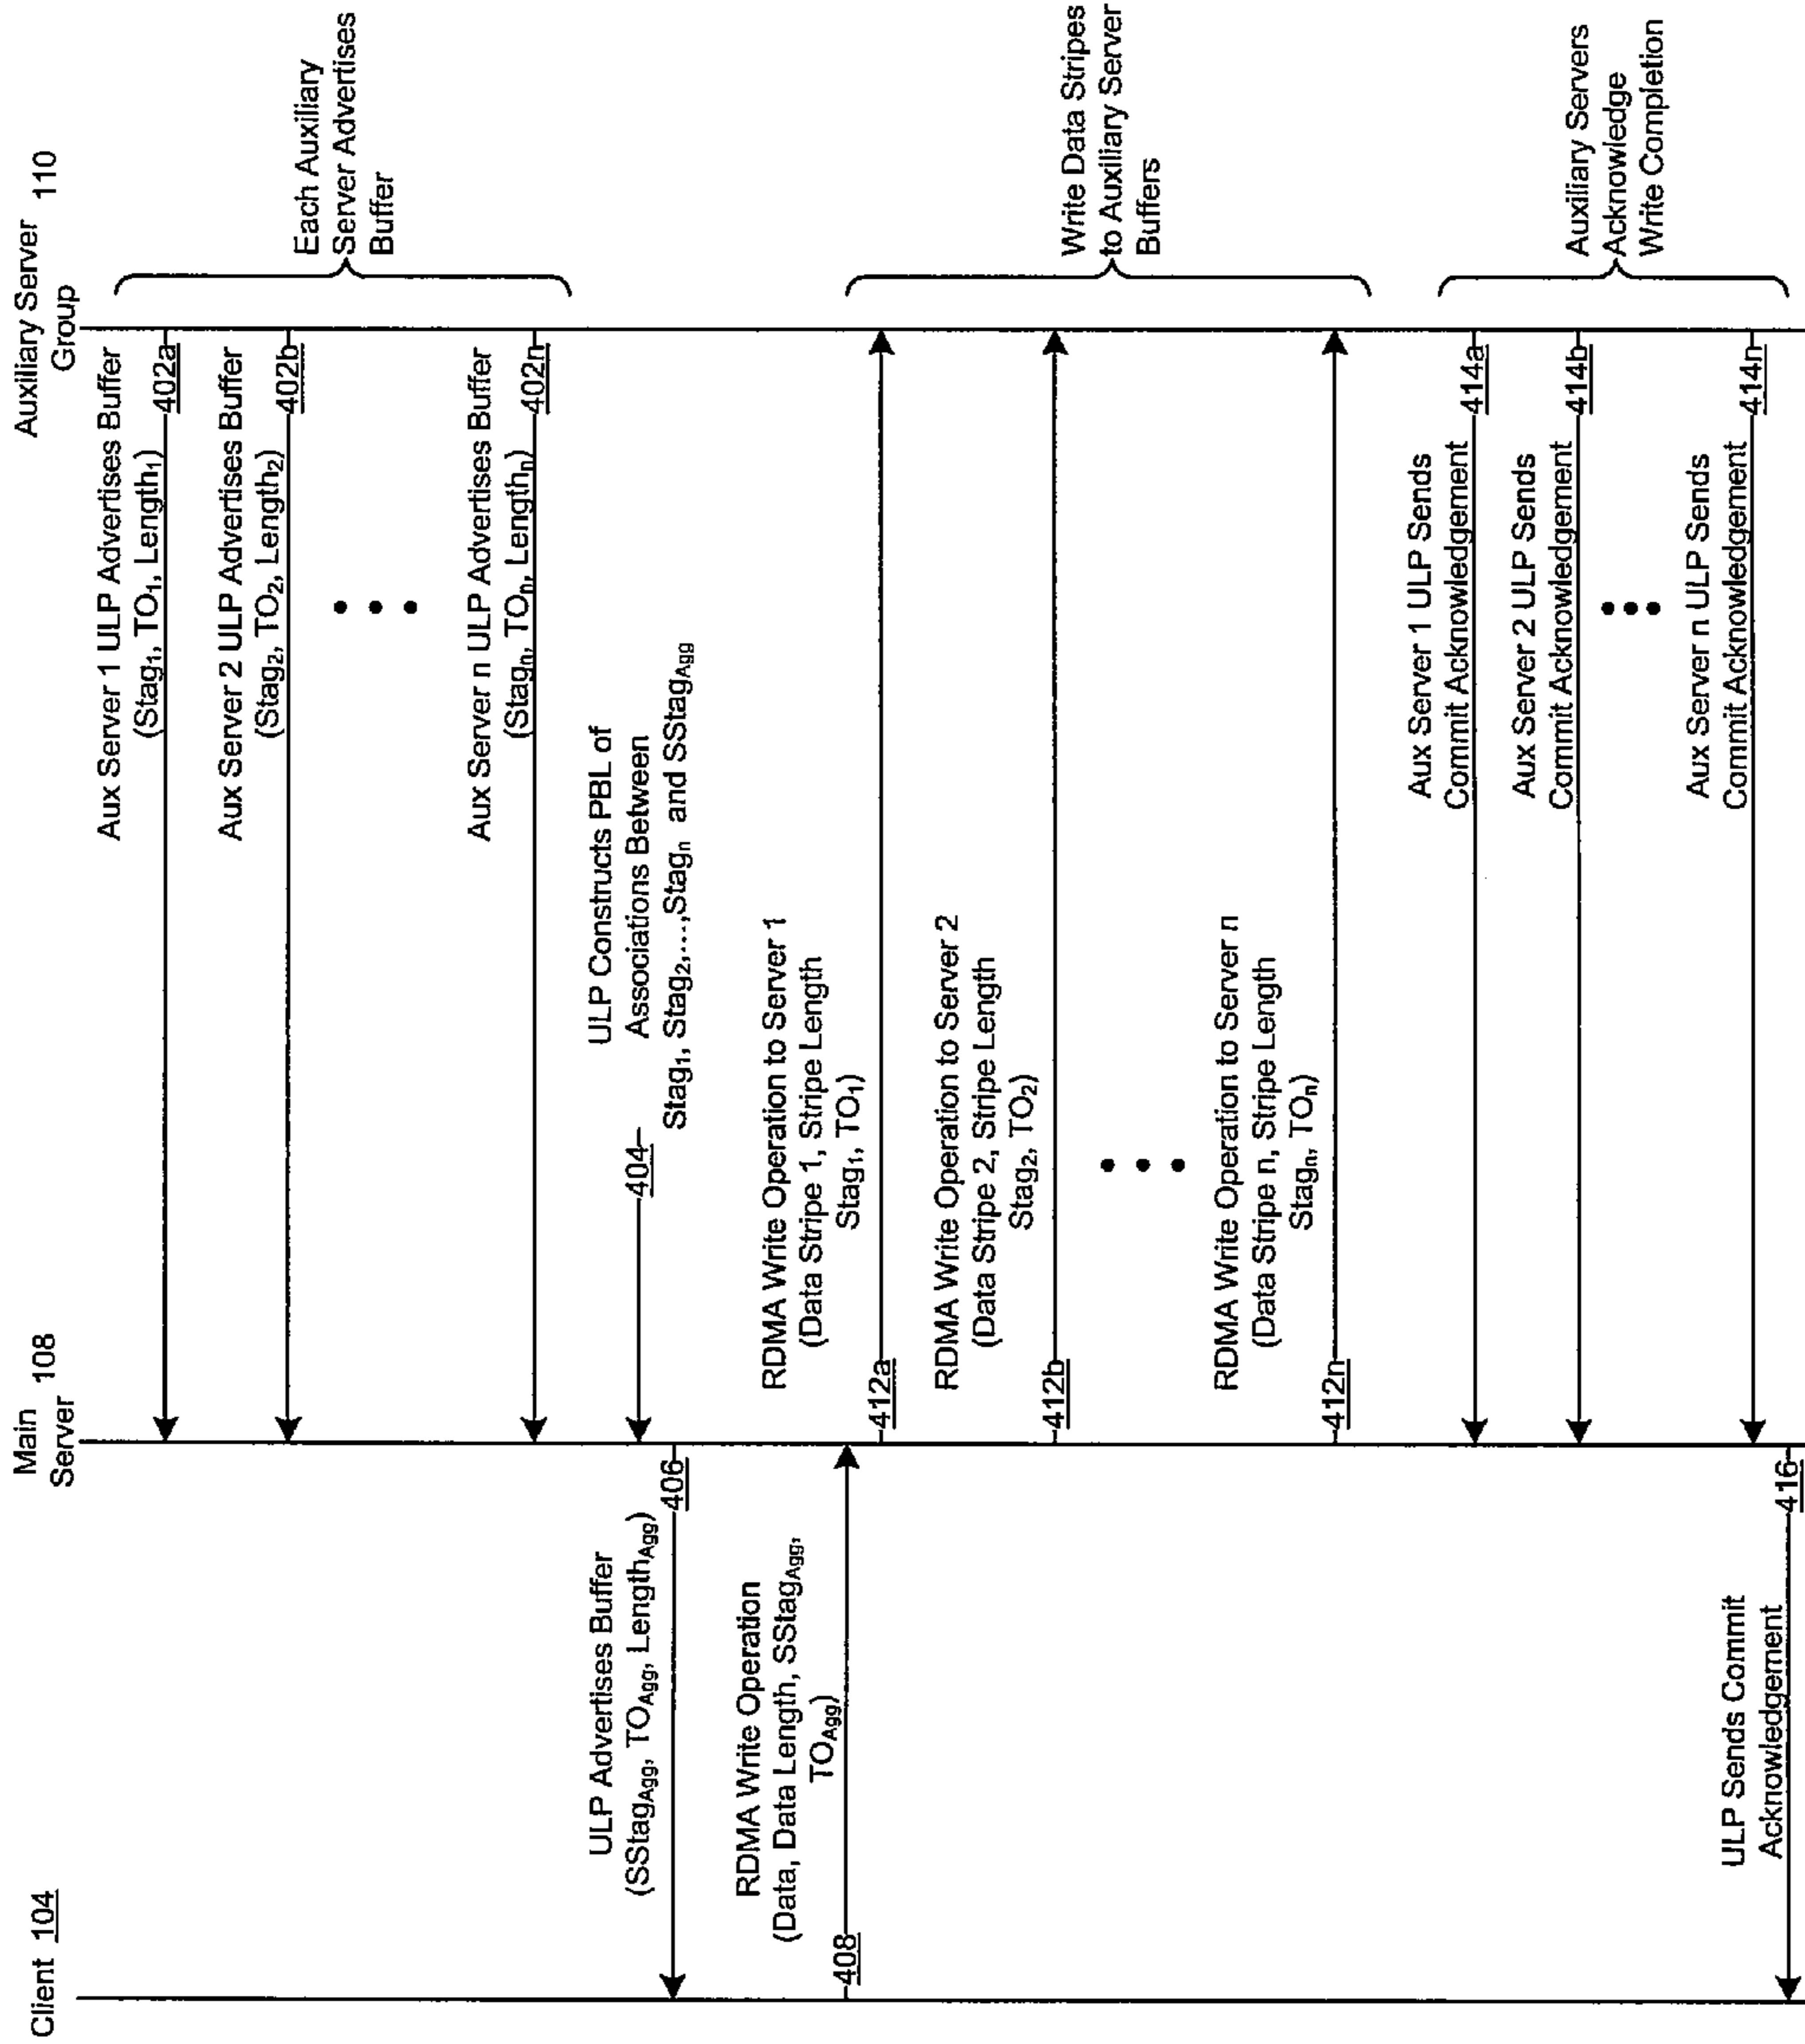 Client 104
Main 108
Server
Auxiliary Server 110
Group
Aux Server 1 ULP Advertises Buffer
(Stag₁, TO₁, Length₁)
402a
Aux Server 2 ULP Advertises Buffer
(Stag₂, TO₂, Length₂)
402b
Aux Server n ULP Advertises Buffer
(Stagₙ, TOₙ, Lengthₙ)
402n
Each Auxiliary
Server Advertises
Buffer
ULP Constructs PBL of
Associations Between
Stag₁, Stag₂,...,Stagₙ and SStag_Agg
404
ULP Advertises Buffer
(SStag_Agg, TO_Agg, Length_Agg)
406
RDMA Write Operation
(Data, Data Length, SStag_Agg,
TO_Agg)
408
RDMA Write Operation to Server 1
(Data Stripe 1, Stripe Length
Stag₁, TO₁)
412a
RDMA Write Operation to Server 2
(Data Stripe 2, Stripe Length
Stag₂, TO₂)
412b
RDMA Write Operation to Server n
(Data Stripe n, Stripe Length
Stagₙ, TOₙ)
412n
Write Data Stripes
to Auxiliary Server
Buffers
Aux Server 1 ULP Sends
Commit Acknowledgement
414a
Aux Server 2 ULP Sends
Commit Acknowledgement
414b
Aux Server n ULP Sends
Commit Acknowledgement
414n
Auxiliary Servers
Acknowledge
Write Completion
ULP Sends Commit
Acknowledgement
416